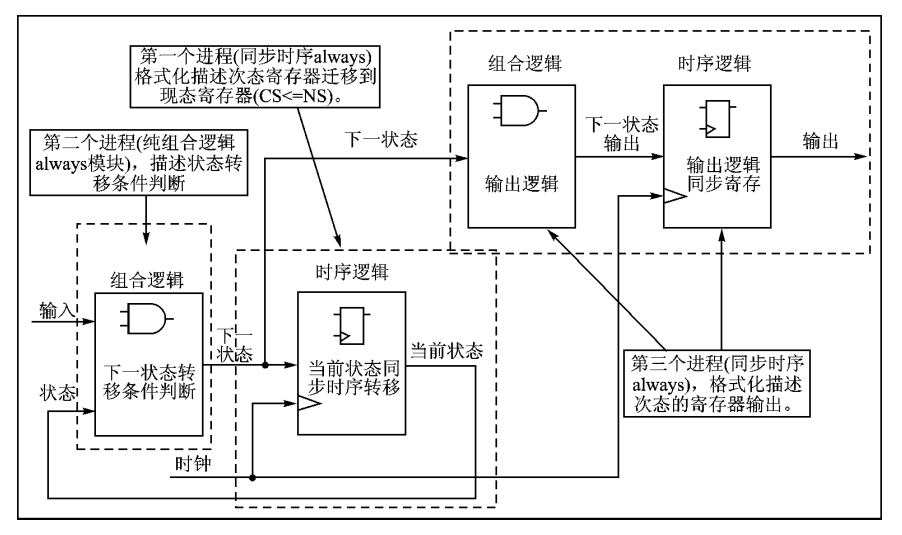 第一个进程(同步时序always)
格式化描述次态寄存器迁移到
现态寄存器(CS<=NS)。
组合逻辑
时序逻辑
第二个进程(纯组合逻辑
always模块)，描述状态转
移条件判断
下一状态
输出逻辑
下一状态
输出
输出逻辑
同步寄存
输出
组合逻辑
时序逻辑
输入
下一状态转
移条件判断
状态
下一
状态
当前状态同
步时序转移
当前状态
时钟
第三个进程(同步时序
always)，格式化描述
次态的寄存器输出。